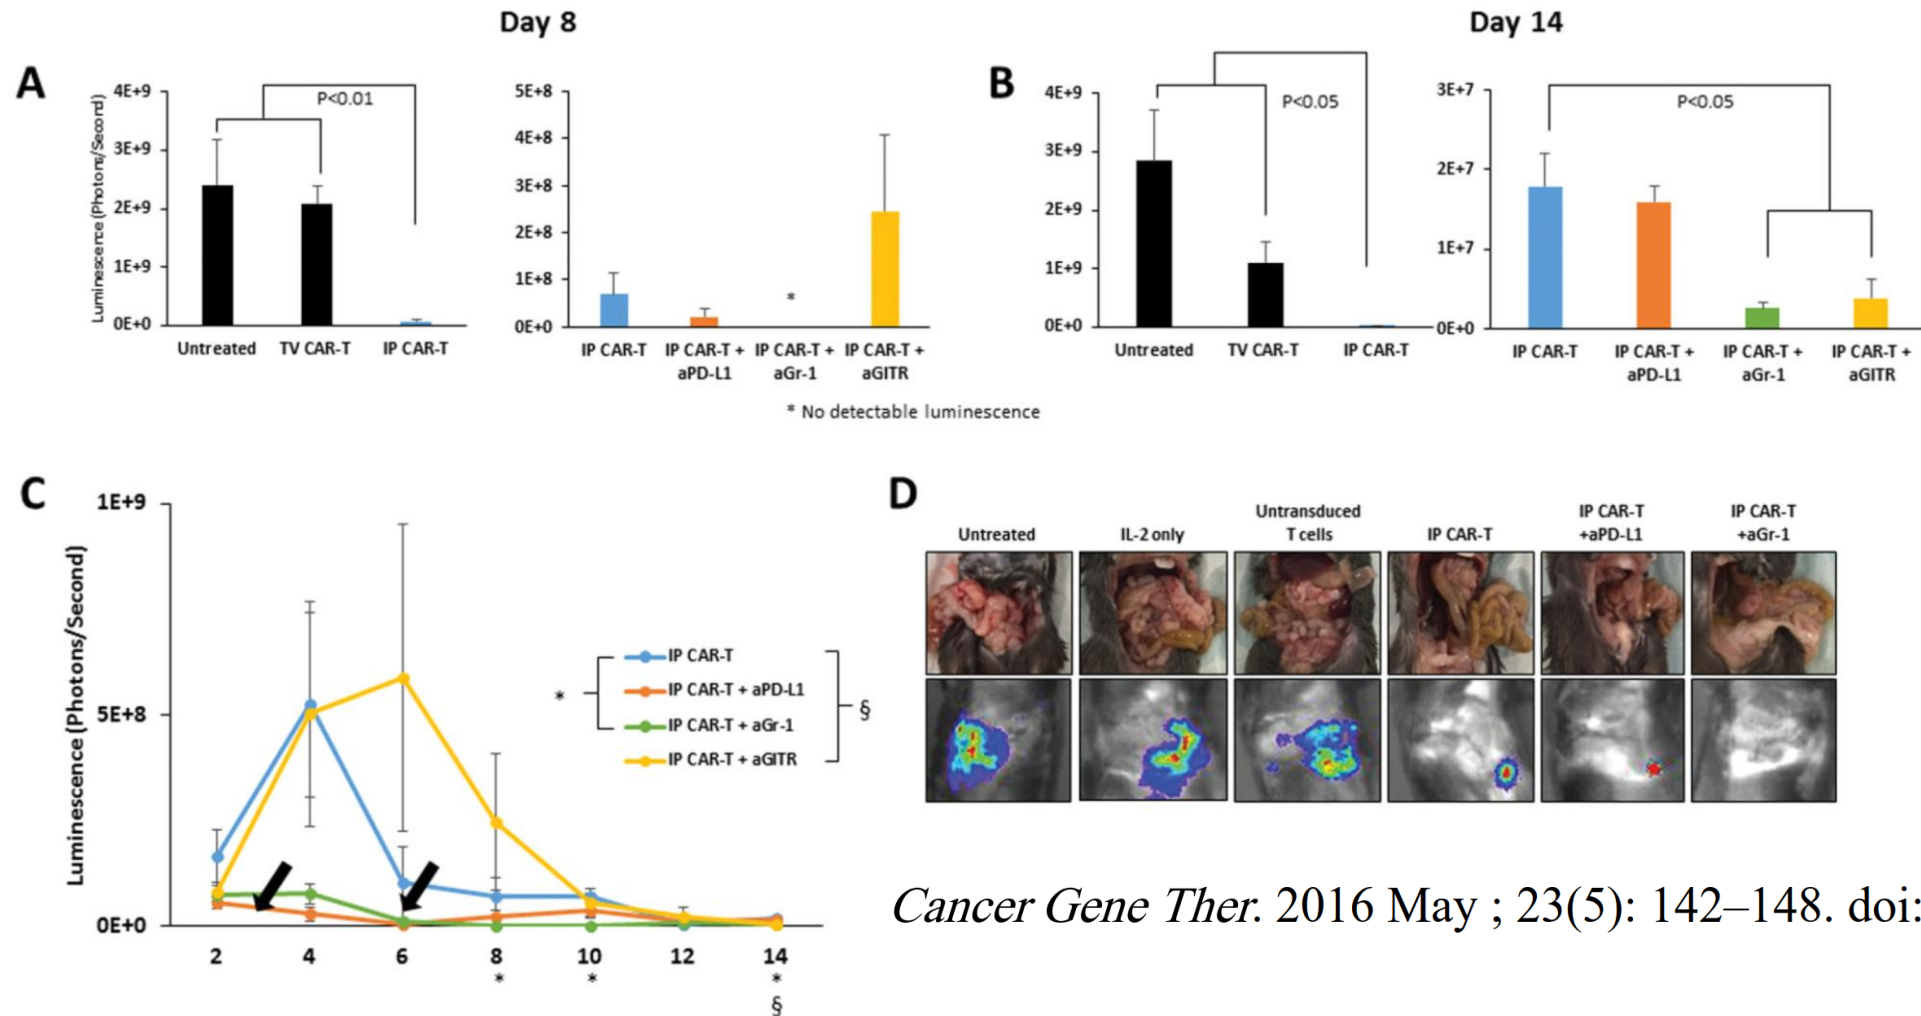 Day 8
Day 14
A
Luminescence (Photons/Second)
4E+9
3E+9
2E+9
1E+9
0E+0
P<0.01
Untreated
TV CAR-T
IP CAR-T
5E+8
4E+8
3E+8
2E+8
1E+8
0E+0
*
IP CAR-T
IP CAR-T +
aPD-L1
IP CAR-T +
aGr-1
IP CAR-T +
aGITR
* No detectable luminescence
B
4E+9
3E+9
2E+9
1E+9
0E+0
P<0.05
Untreated
TV CAR-T
IP CAR-T
3E+7
2E+7
1E+7
0E+0
P<0.05
IP CAR-T
IP CAR-T +
aPD-L1
IP CAR-T +
aGr-1
IP CAR-T +
aGITR
C
Luminescence (Photons/Second)
1E+9
5E+8
0E+0
2 4 6 8 10 12 14
* * *
§
*
IP CAR-T
IP CAR-T + aPD-L1
IP CAR-T + aGr-1
IP CAR-T + aGITR
§
D
Untreated
IL-2 only
Untransduced
T cells
IP CAR-T
IP CAR-T
+aPD-L1
IP CAR-T
+aGr-1
Cancer Gene Ther. 2016 May ; 23(5): 142–148. doi: